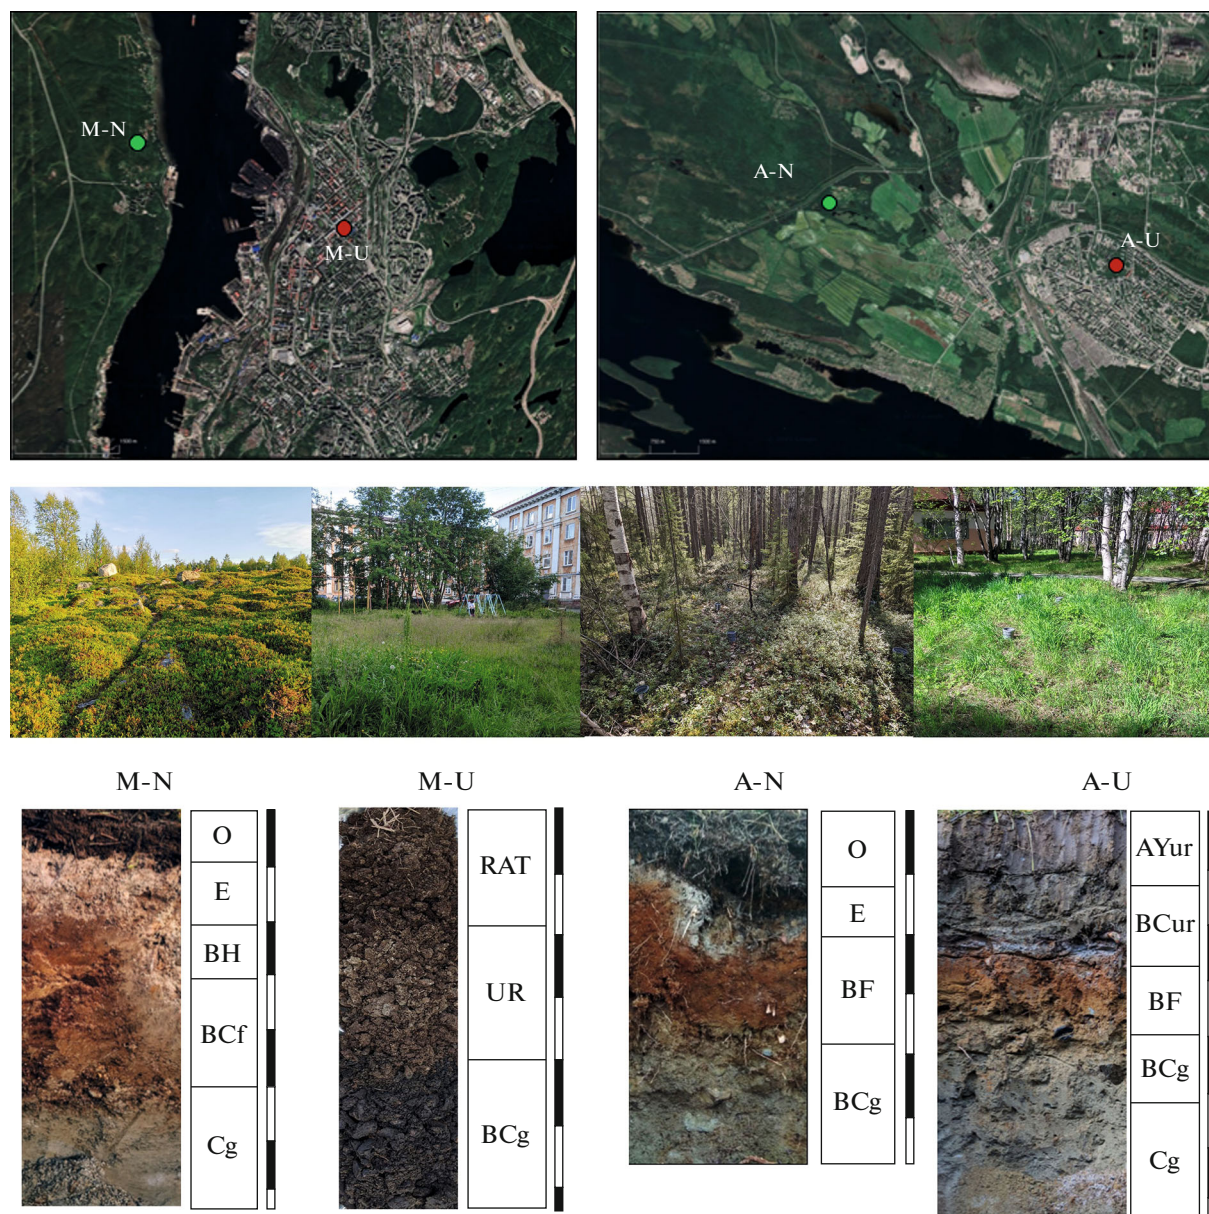 M-N
M-U
A-N
A-U
M-N
M-U
A-N
A-U
O
E
BH
BCf
Cg
RAT
UR
BCg
O
E
BF
BCg
AYur
BCur
BF
BCg
Cg